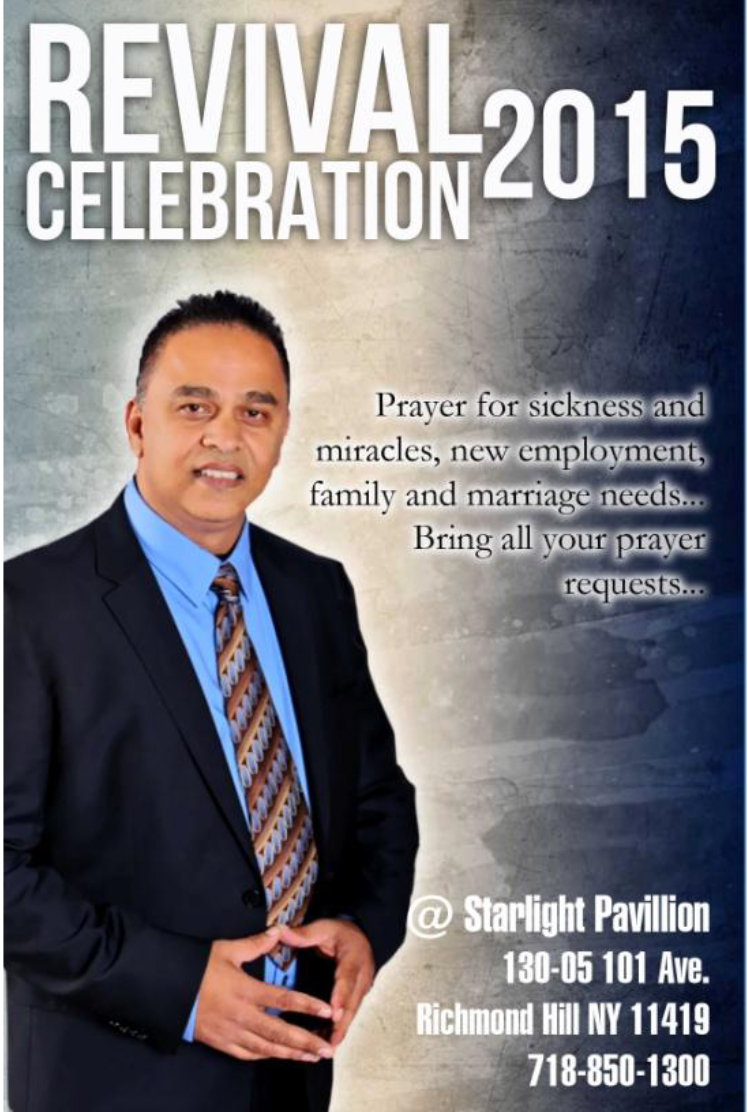 REVIVAL 2015
CELEBRATION
Prayer for sickness and
miracles, new employment,
family and marriage needs...
Bring all your prayer
requests...
@ Starlight Pavillion
130-05 101 Ave.
Richmond Hill NY 11419
718-850-1300